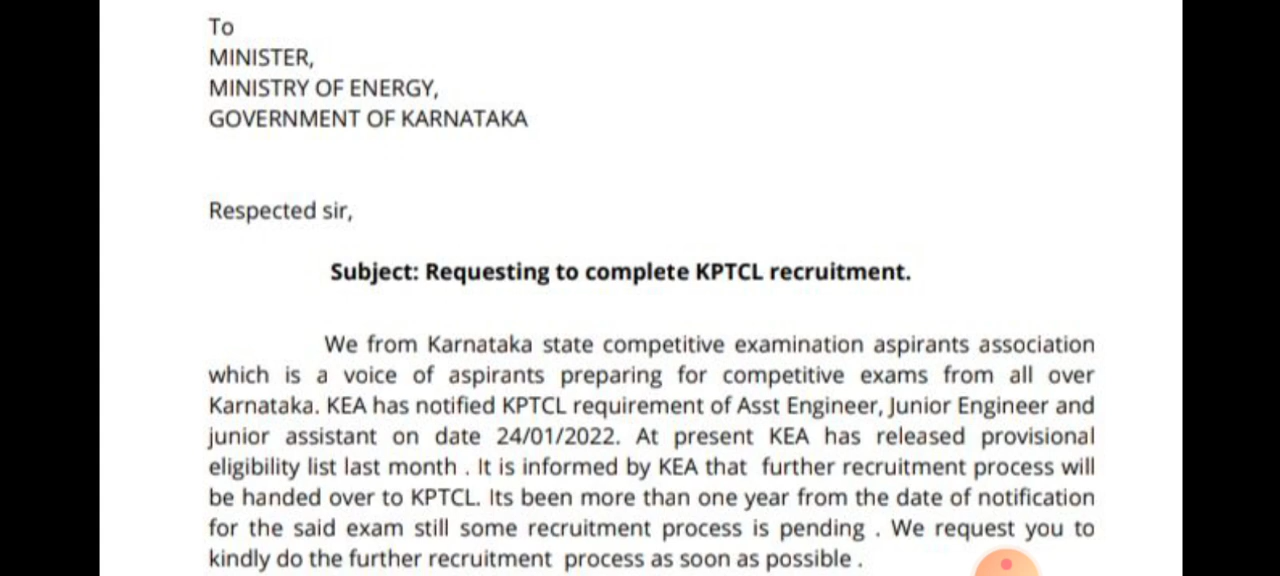 To
MINISTER,
MINISTRY OF ENERGY,
GOVERNMENT OF KARNATAKA
Respected sir,
Subject: Requesting to complete KPTCL recruitment.
We from Karnataka state competitive examination aspirants association
which is a voice of aspirants preparing for competitive exams from all over
Karnataka. KEA has notified KPTCL requirement of Asst Engineer, Junior Engineer and
junior assistant on date 24/01/2022. At present KEA has released provisional
eligibility list last month . It is informed by KEA that further recruitment process will
be handed over to KPTCL. Its been more than one year from the date of notification
for the said exam still some recruitment process is pending . We request you to
kindly do the further recruitment process as soon as possible .